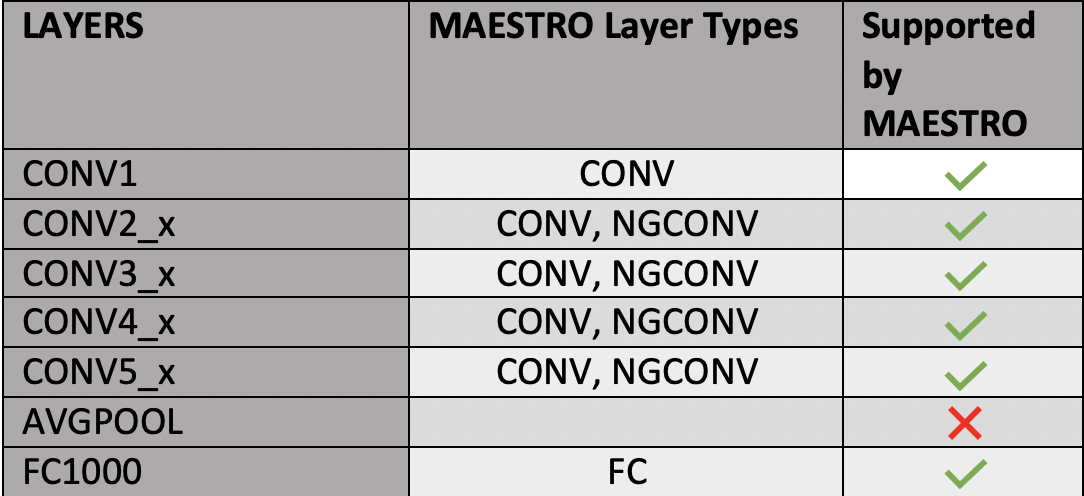 LAYERS MAESTRO Layer Types Supported
by
MAESTRO
CONV1 CONV ✓
CONV2_x CONV, NGCONV ✓
CONV3_x CONV, NGCONV ✓
CONV4_x CONV, NGCONV ✓
CONV5_x CONV, NGCONV ✓
AVGPOOL ✗
FC1000 FC ✓